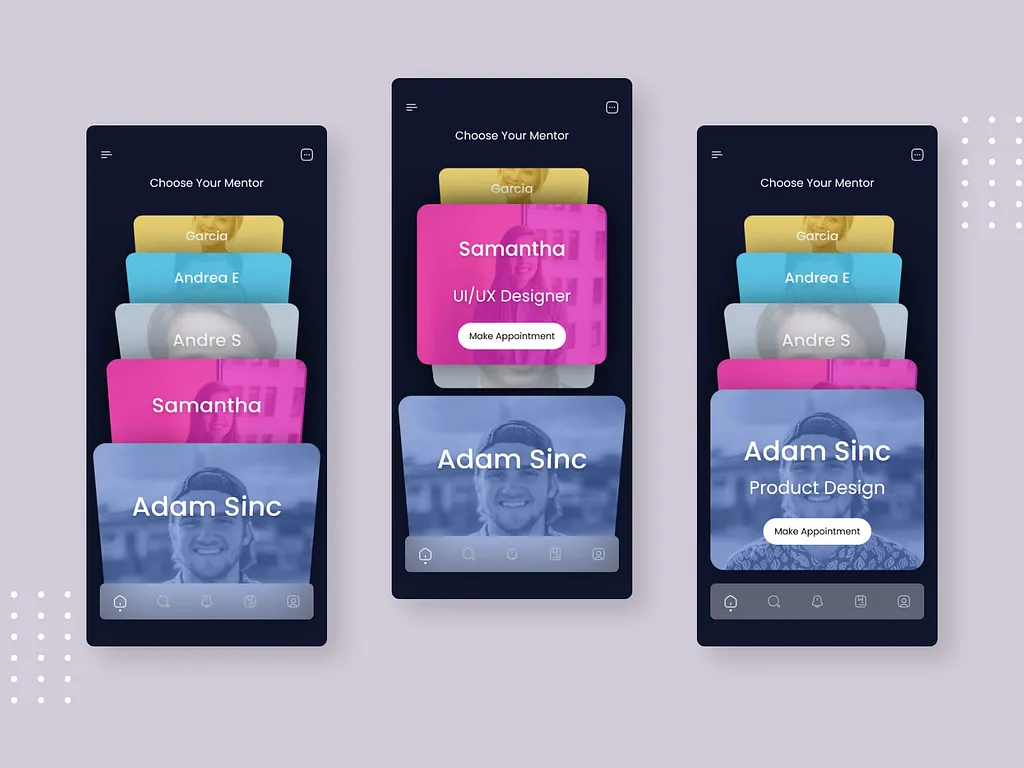 Choose Your Mentor
Garcia
Andrea E
Andre S
Samantha
Adam Sinc
Choose Your Mentor
Garcia
Samantha
UI/UX Designer
Make Appointment
Adam Sinc
Choose Your Mentor
Garcia
Andrea E
Andre S
Adam Sinc
Product Design
Make Appointment